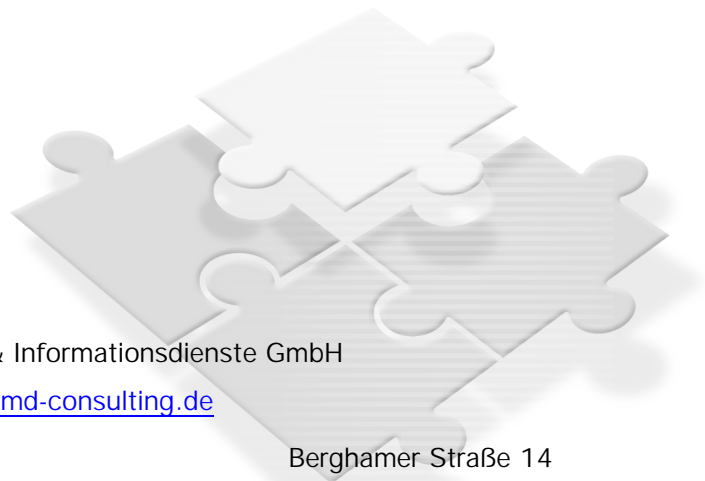 & Informationsdienste GmbH
md-consulting.de
Berghamer Straße 14